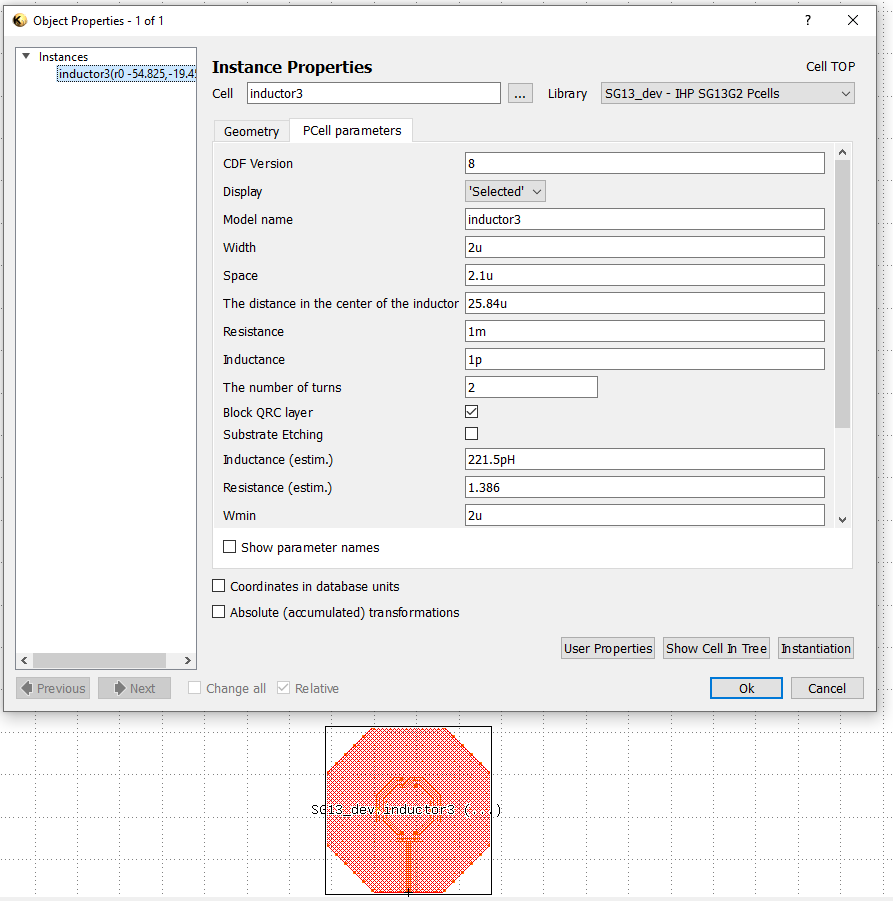 Object Properties - 1 of 1
Instances
inductor3(r0 -54.825,-19.45
Instance Properties
Cell TOP
Cell inductor3 ... Library SG13_dev - IHP SG13G2 Pcells
Geometry PCell parameters
CDF Version 8
Display 'Selected'
Model name inductor3
Width 2u
Space 2.1u
The distance in the center of the inductor 25.84u
Resistance 1m
Inductance 1p
The number of turns 2
Block QRC layer
Substrate Etching
Inductance (estim.) 221.5pH
Resistance (estim.) 1.386
Wmin 2u
Show parameter names
Coordinates in database units
Absolute (accumulated) transformations
User Properties Show Cell In Tree Instantiation
Previous Next Change all Relative Ok Cancel
SG13_dev.inductor3 (...)